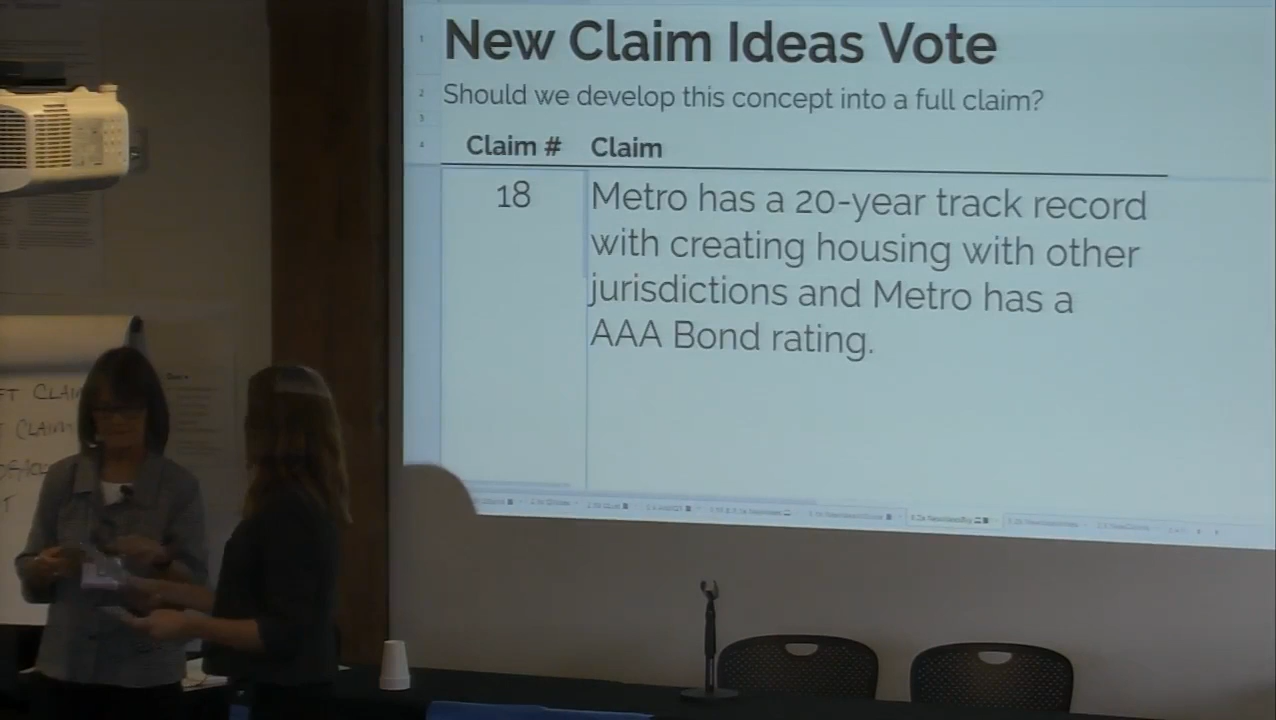 New Claim Ideas Vote
Should we develop this concept into a full claim?
Claim # Claim
18 Metro has a 20-year track record
with creating housing with other
jurisdictions and Metro has a
AAA Bond rating.
CLAIM